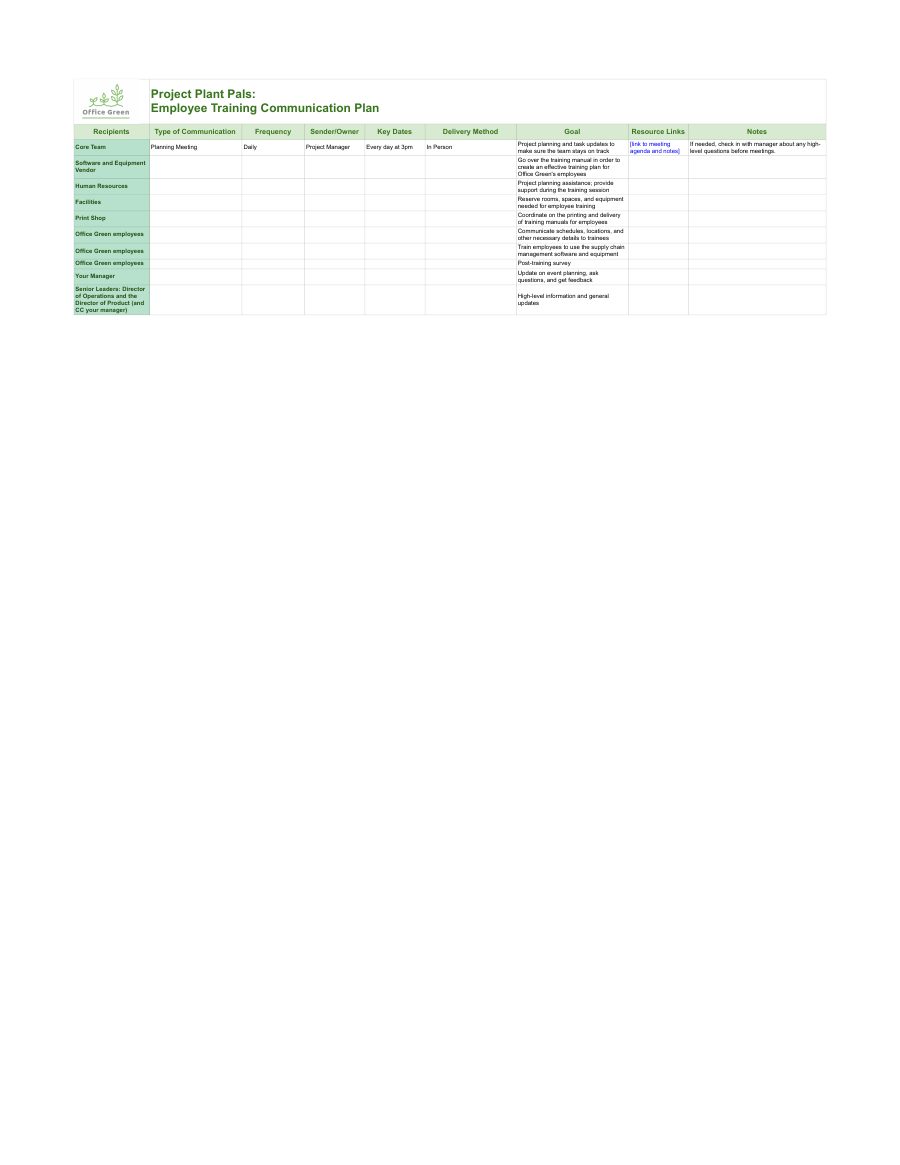 Office Green
Project Plant Pals:
Employee Training Communication Plan
Recipients Type of Communication Frequency Sender/Owner Key Dates Delivery Method Goal Resource Links Notes
Core Team Planning Meeting Daily Project Manager Every day at 3pm In Person
Project planning and task updates to
make sure the team stays on track
[link to meeting
agenda and notes]
If needed, check in with manager about any high-
level questions before meetings.
Software and Equipment
Vendor
Go over the training manual in order to
create an effective training plan for
Office Green's employees
Human Resources
Project planning assistance; provide
support during the training session
Facilities
Reserve rooms, spaces, and equipment
needed for employee training
Print Shop
Coordinate on the printing and delivery
of training manuals for employees
Office Green employees
Communicate schedules, locations, and
other necessary details to trainees
Office Green employees
Train employees to use the supply chain
management software and equipment
Office Green employees Post-training survey
Your Manager
Update on event planning, ask
questions, and get feedback
Senior Leaders: Director
of Operations and the
Director of Product (and
CC your manager)
High-level information and general
updates